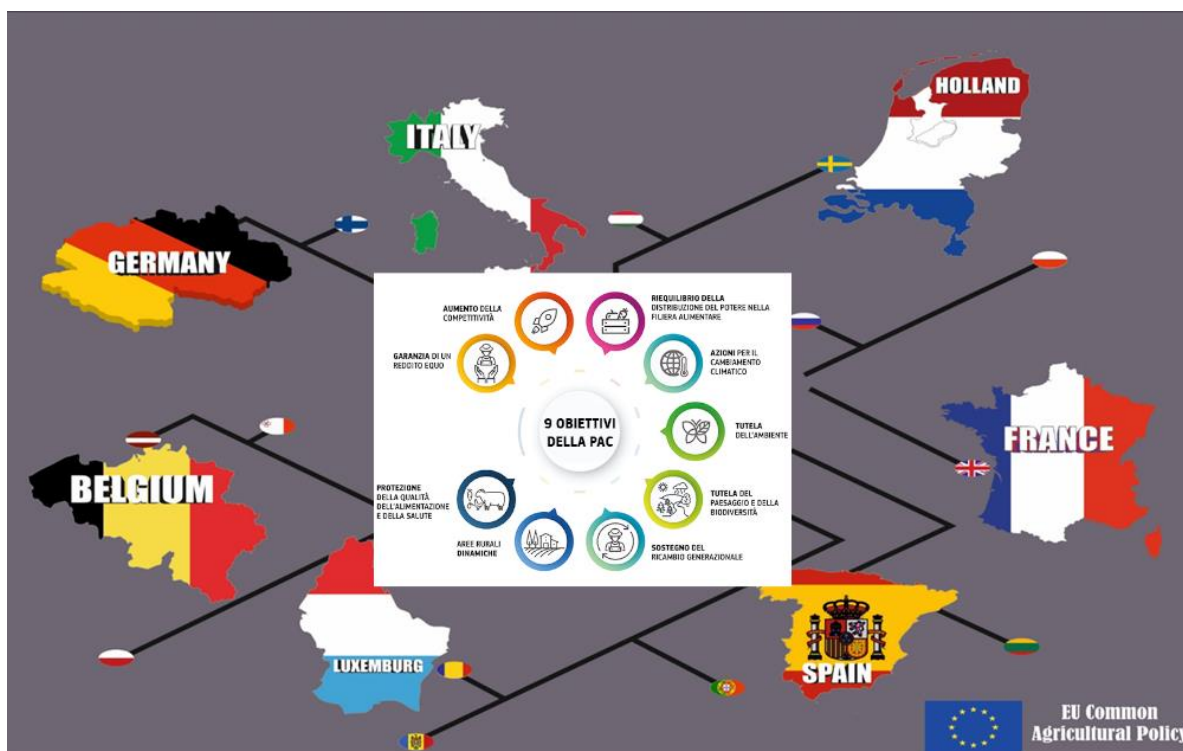 HOLLAND
ITALY
GERMANY
AUMENTO DELLA
COMPETITIVITÀ
RIEQUILIBRIO DELLA
DISTRIBUZIONE DEL POTERE NELLA
FILIERA ALIMENTARE
GARANZIA DI UN
REDDITO EQUO
AZIONI PER IL
CAMBIAMENTO
CLIMATICO
9 OBIETTIVI
DELLA PAC
TUTELA
DELL'AMBIENTE
FRANCE
BELGIUM
PROTEZIONE
DELLA QUALITÀ
DELL'ALIMENTAZIONE
E DELLA SALUTE
TUTELA DEL
PAESAGGIO E DELLA
BIODIVERSITÀ
AREE RURALI
DINAMICHE
SOSTEGNO DEL
RICAMBIO GENERAZIONALE
LUXEMBURG
SPAIN
EU Common
Agricultural Policy